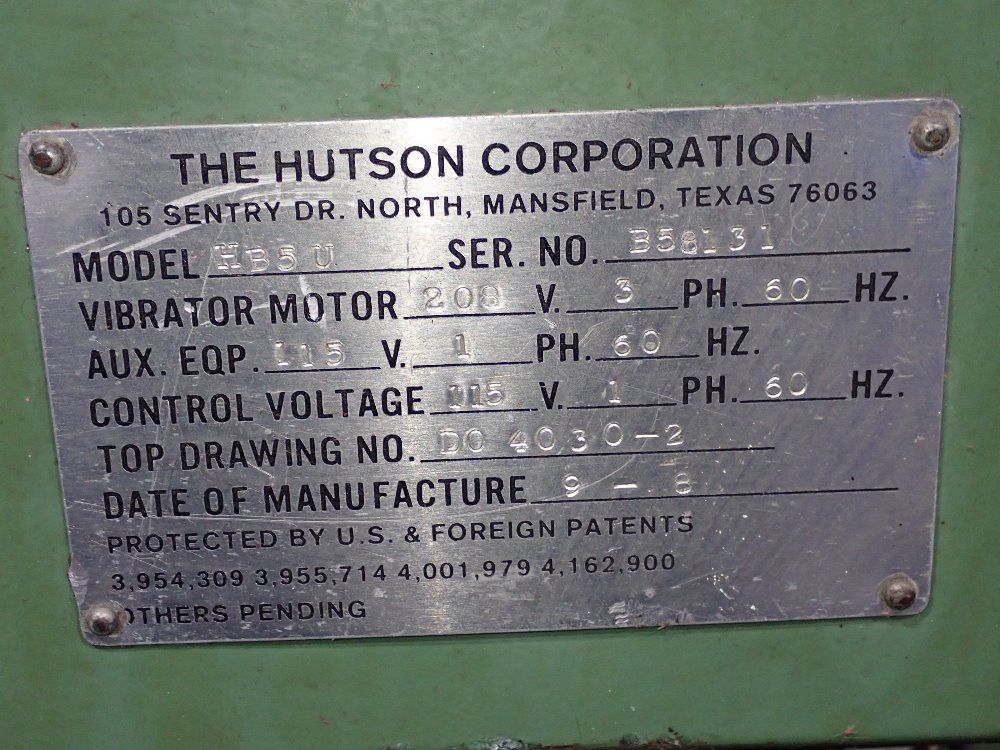 THE HUTSON CORPORATION
105 SENTRY DR. NORTH, MANSFIELD, TEXAS 76063
MODEL HB5U SER. NO. B58131
VIBRATOR MOTOR 208 V. 3 PH. 60 HZ.
AUX. EQP. 115 V. 1 PH. 60 HZ.
CONTROL VOLTAGE 115 V. 1 PH. 60 HZ.
TOP DRAWING NO. DO 4030-2
DATE OF MANUFACTURE 9 - 8
PROTECTED BY U.S. & FOREIGN PATENTS
3,954,309 3,955,714 4,001,979 4,162,900
OTHERS PENDING